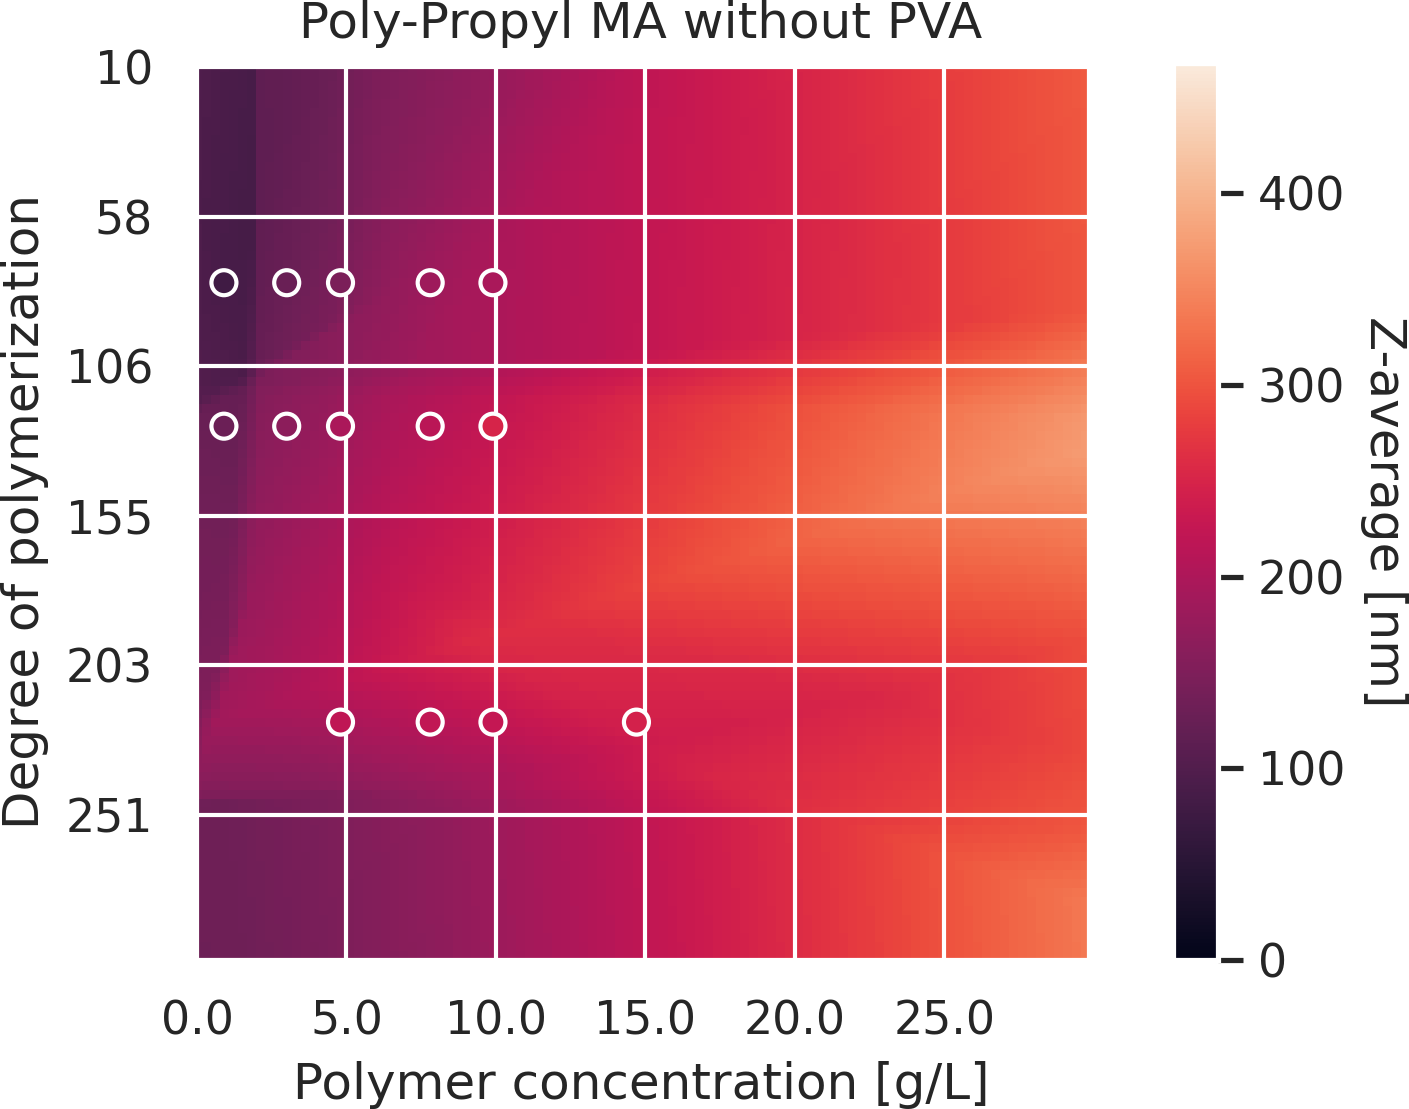 Poly-Propyl MA without PVA
10
58
106
155
203
251
Degree of polymerization
0.0 5.0 10.0 15.0 20.0 25.0
Polymer concentration [g/L]
400
300
200
100
0
Z-average [nm]